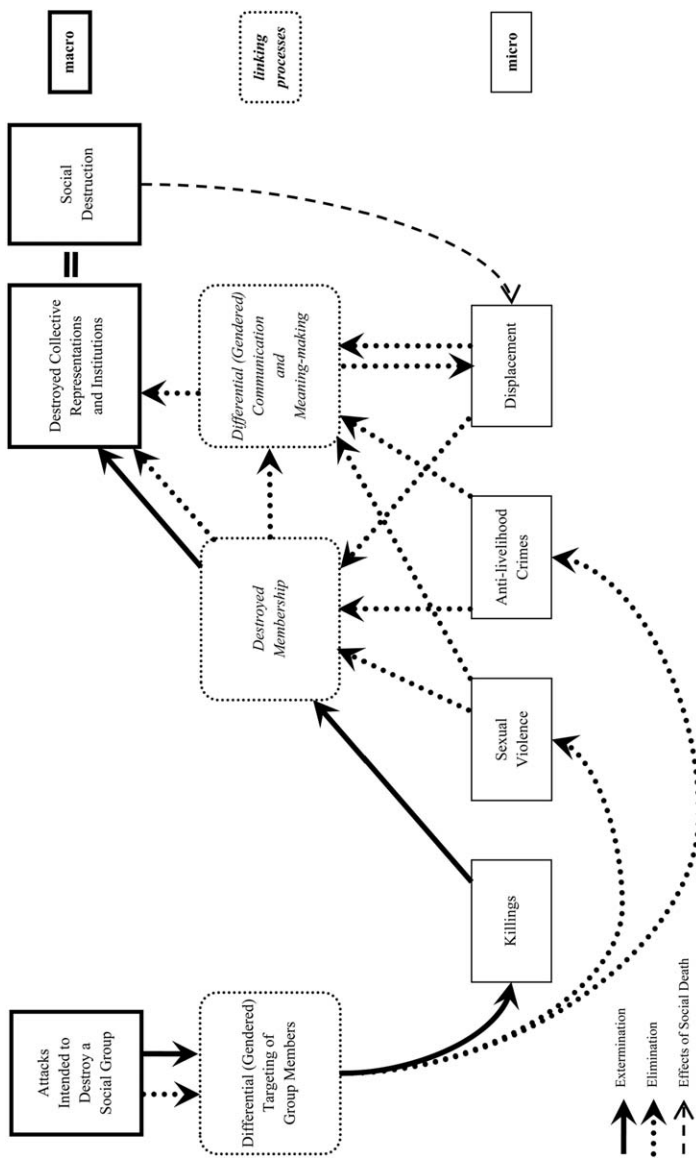 Attacks
Intended to
Destroy a
Social Group
Destroyed Collective
Representations
and Institutions
=
Social
Destruction
macro
Differential (Gendered)
Targeting of
Group Members
Destroyed
Membership
Differential (Gendered)
Communication
and
Meaning-making
linking
processes
Killings
Sexual
Violence
Anti-livelihood
Crimes
Displacement
micro
Extermination
Elimination
Effects of Social Death